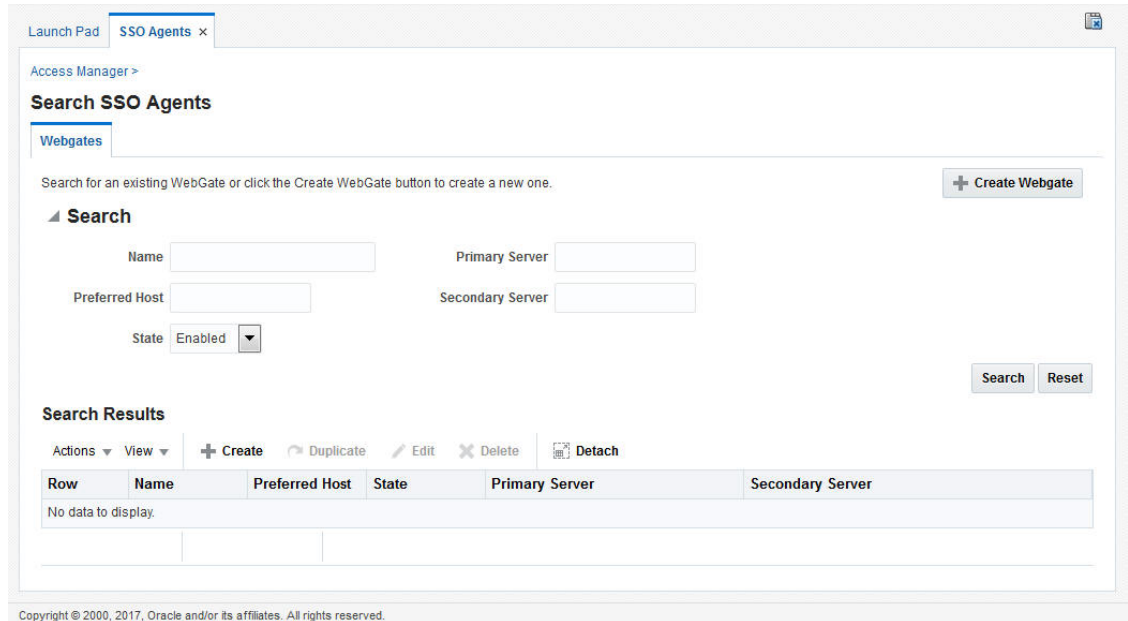 Launch Pad SSO Agents ×
Access Manager >
Search SSO Agents
Webgates
Search for an existing WebGate or click the Create WebGate button to create a new one. Create Webgate
Search
Name Primary Server
Preferred Host Secondary Server
State Enabled
Search Reset
Search Results
Actions View Create Duplicate Edit Delete Detach
Row Name Preferred Host State Primary Server Secondary Server
No data to display.
Copyright © 2000, 2017, Oracle and/or its affiliates. All rights reserved.